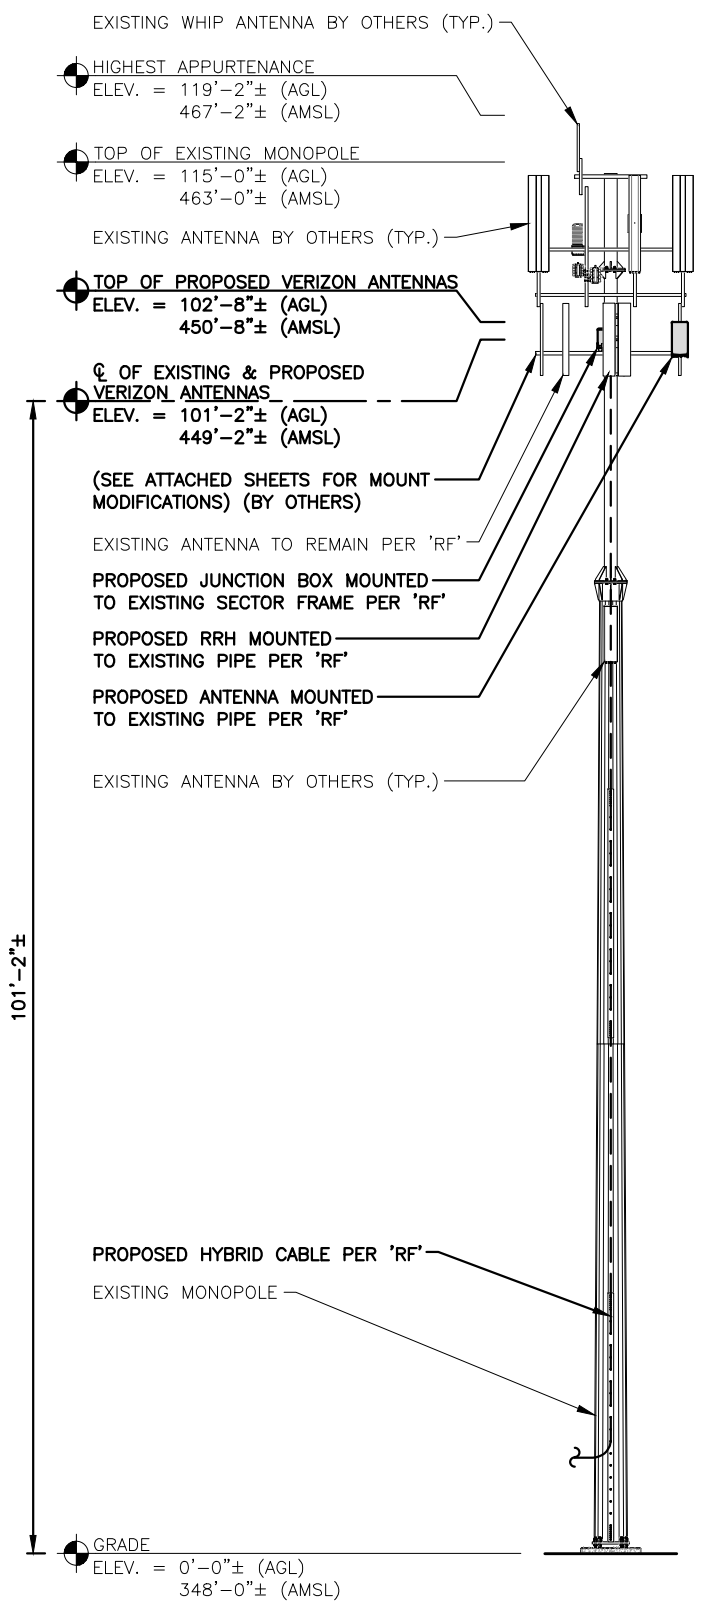 EXISTING WHIP ANTENNA BY OTHERS (TYP.)
HIGHEST APPURTENANCE
ELEV. = 119'-2"± (AGL)
467'-2"± (AMSL)
TOP OF EXISTING MONOPOLE
ELEV. = 115'-0"± (AGL)
463'-0"± (AMSL)
EXISTING ANTENNA BY OTHERS (TYP.)
TOP OF PROPOSED VERIZON ANTENNAS
ELEV. = 102'-8"± (AGL)
450'-8"± (AMSL)
℄ OF EXISTING & PROPOSED
VERIZON ANTENNAS
ELEV. = 101'-2"± (AGL)
449'-2"± (AMSL)
(SEE ATTACHED SHEETS FOR MOUNT
MODIFICATIONS) (BY OTHERS)
EXISTING ANTENNA TO REMAIN PER 'RF'
PROPOSED JUNCTION BOX MOUNTED
TO EXISTING SECTOR FRAME PER 'RF'
PROPOSED RRH MOUNTED
TO EXISTING PIPE PER 'RF'
PROPOSED ANTENNA MOUNTED
TO EXISTING PIPE PER 'RF'
EXISTING ANTENNA BY OTHERS (TYP.)
101'-2"±
PROPOSED HYBRID CABLE PER 'RF'
EXISTING MONOPOLE
GRADE
ELEV. = 0'-0"± (AGL)
348'-0"± (AMSL)